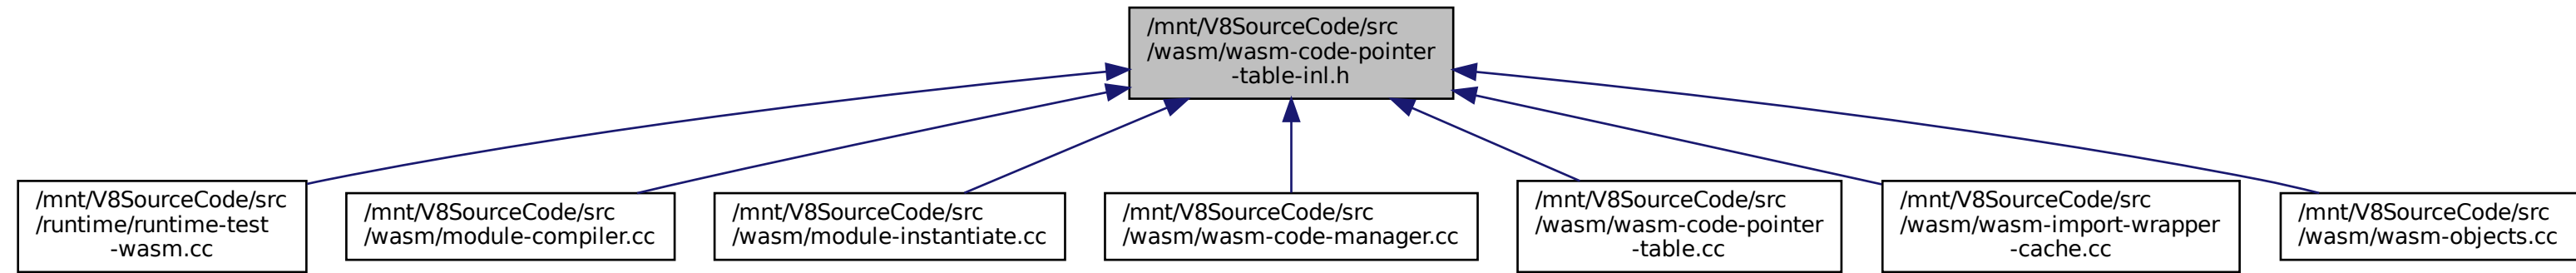 /mnt/V8SourceCode/src
/wasm/wasm-code-pointer
-table-inl.h
/mnt/V8SourceCode/src
/runtime/runtime-test
-wasm.cc
/mnt/V8SourceCode/src
/wasm/module-compiler.cc
/mnt/V8SourceCode/src
/wasm/module-instantiate.cc
/mnt/V8SourceCode/src
/wasm/wasm-code-manager.cc
/mnt/V8SourceCode/src
/wasm/wasm-code-pointer
-table.cc
/mnt/V8SourceCode/src
/wasm/wasm-import-wrapper
-cache.cc
/mnt/V8SourceCode/src
/wasm/wasm-objects.cc